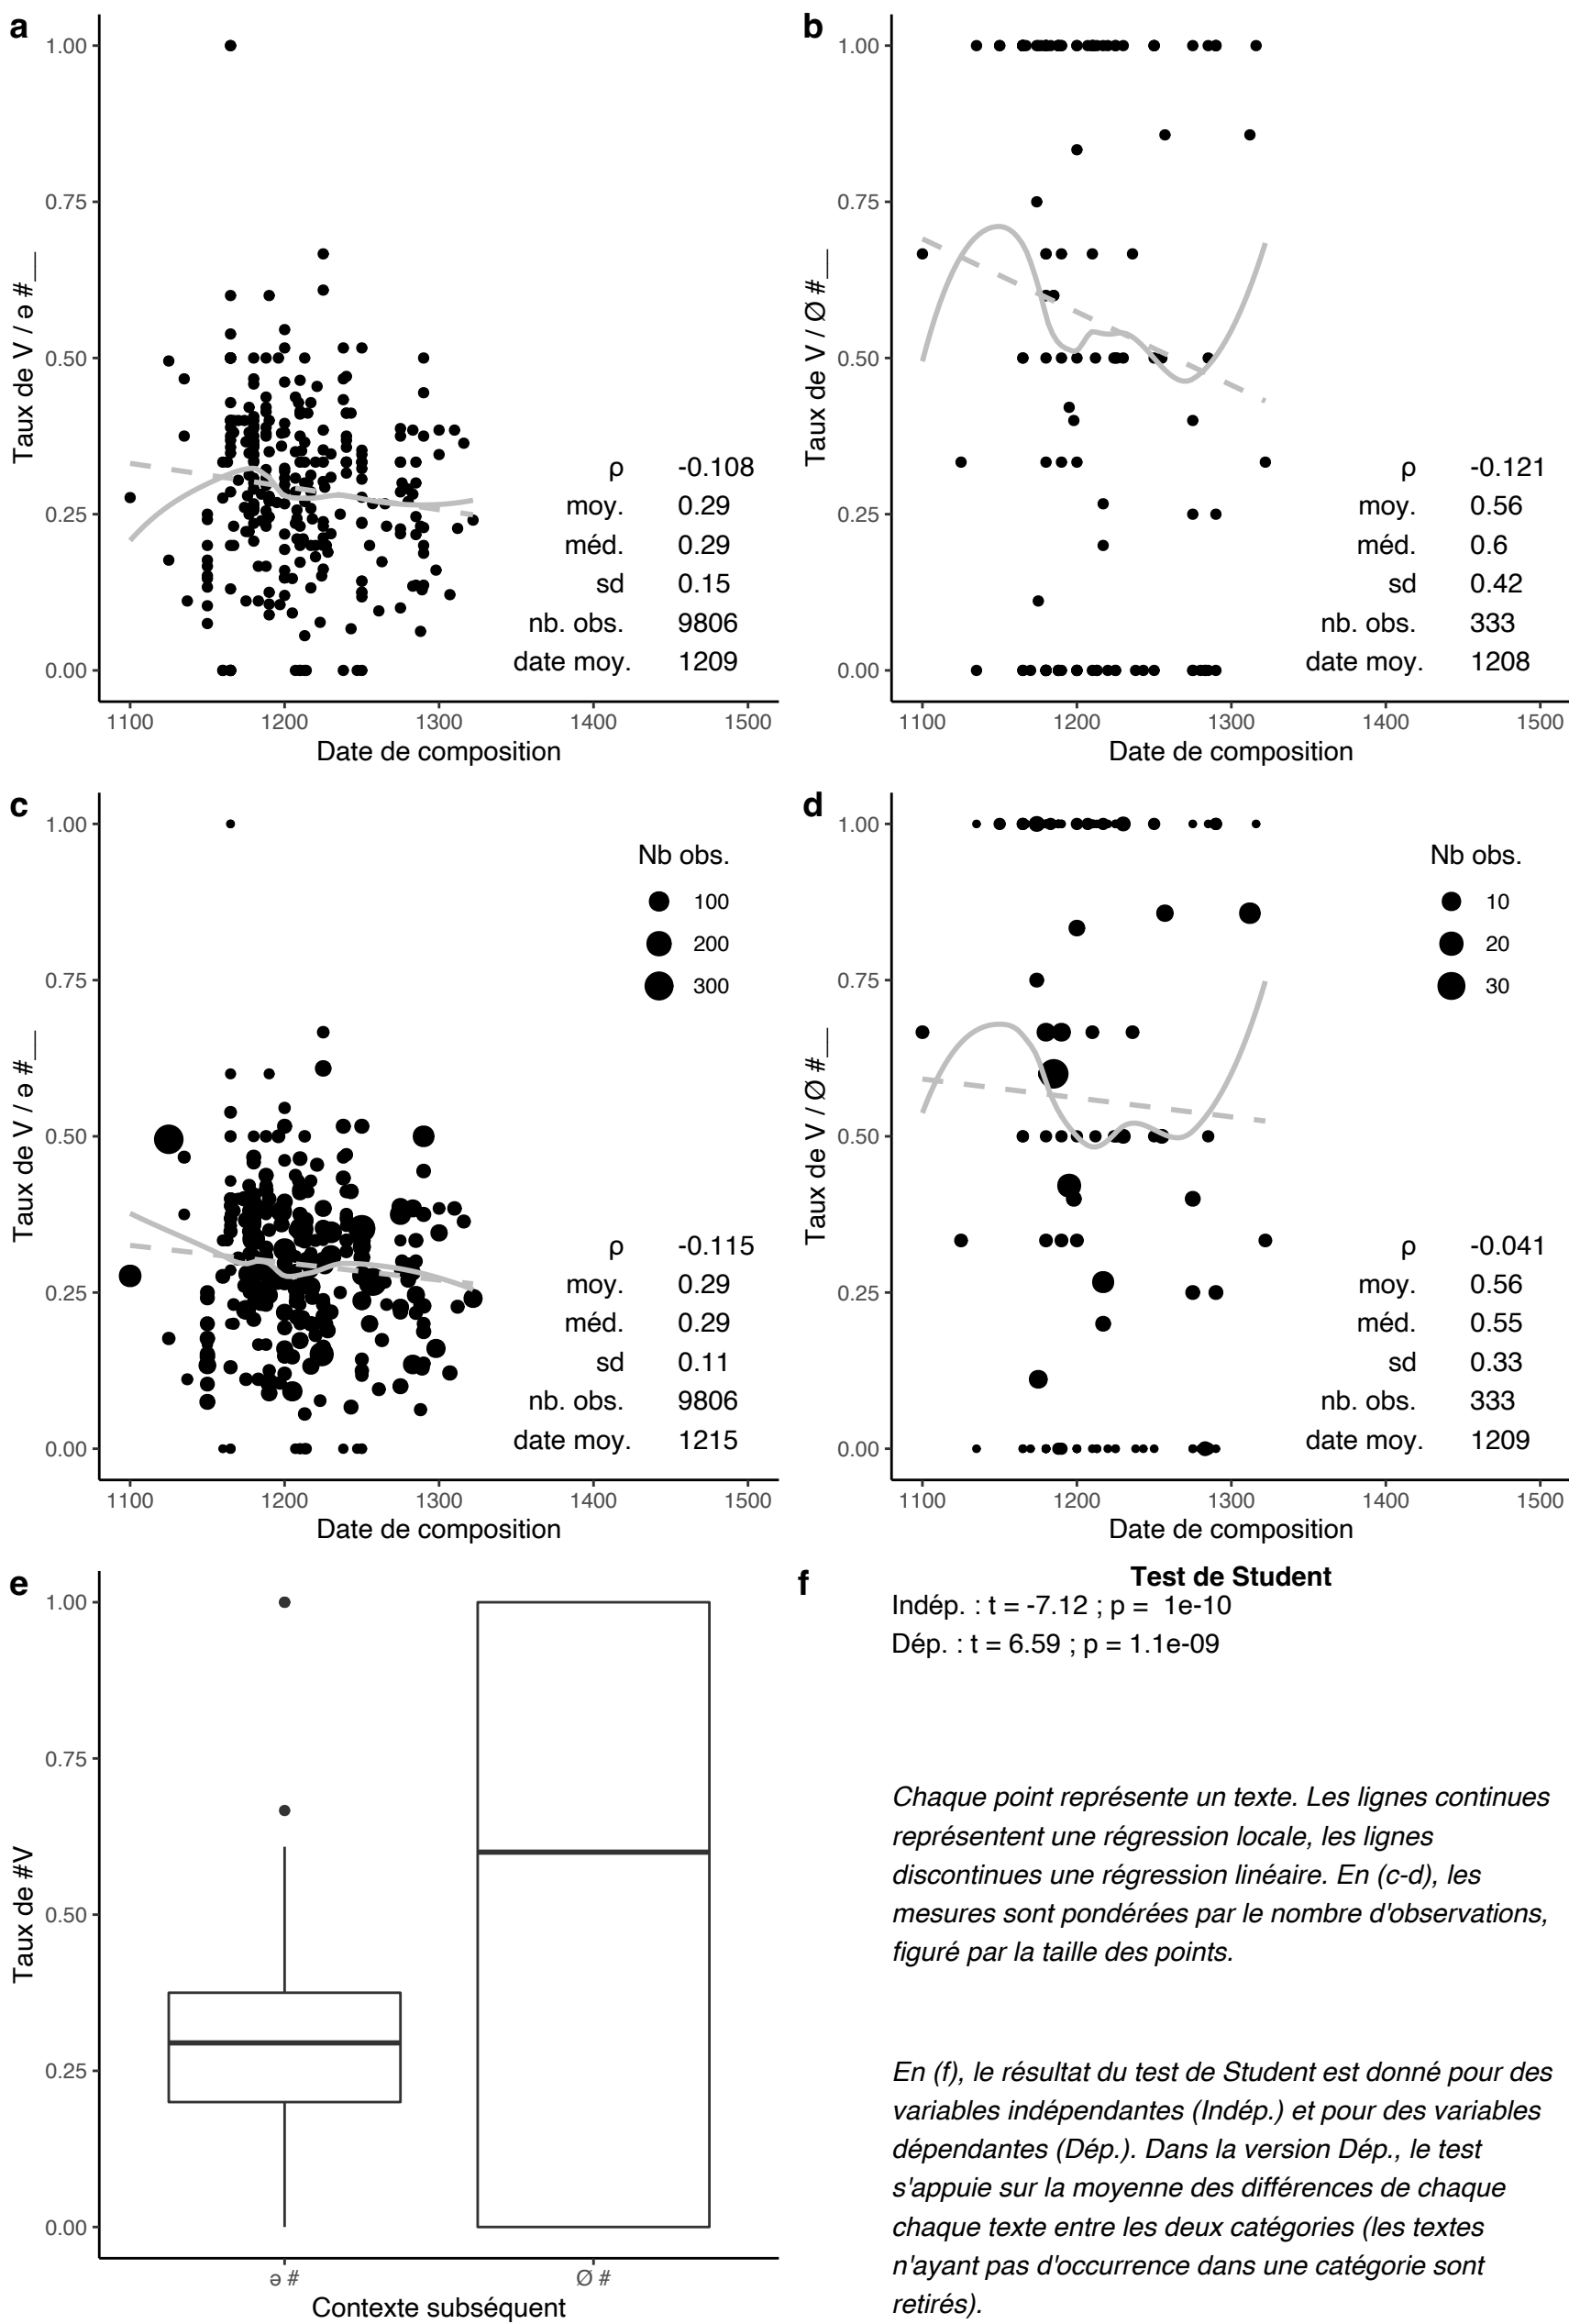 a
1.00
0.75
0.50
0.25
0.00
Taux de V / ə #__
ρ -0.108
moy. 0.29
méd. 0.29
sd 0.15
nb. obs. 9806
date moy. 1209
1100 1200 1300 1400 1500
Date de composition
b
1.00
0.75
0.50
0.25
0.00
Taux de V / Ø #__
ρ -0.121
moy. 0.56
méd. 0.6
sd 0.42
nb. obs. 333
date moy. 1208
1100 1200 1300 1400 1500
Date de composition
c
1.00
0.75
0.50
0.25
0.00
Taux de V / ə #__
Nb obs.
100
200
300
ρ -0.115
moy. 0.29
méd. 0.29
sd 0.11
nb. obs. 9806
date moy. 1215
1100 1200 1300 1400 1500
Date de composition
d
1.00
0.75
0.50
0.25
0.00
Taux de V / Ø #__
Nb obs.
10
20
30
ρ -0.041
moy. 0.56
méd. 0.55
sd 0.33
nb. obs. 333
date moy. 1209
1100 1200 1300 1400 1500
Date de composition
e
1.00
0.75
0.50
0.25
0.00
Taux de #V
ə # Ø #
Contexte subséquent
f
Test de Student
Indép. : t = -7.12 ; p = 1e-10
Dép. : t = 6.59 ; p = 1.1e-09
Chaque point représente un texte. Les lignes continues
représentent une régression locale, les lignes
discontinues une régression linéaire. En (c-d), les
mesures sont pondérées par le nombre d'observations,
figuré par la taille des points.
En (f), le résultat du test de Student est donné pour des
variables indépendantes (Indép.) et pour des variables
dépendantes (Dép.). Dans la version Dép., le test
s'appuie sur la moyenne des différences de chaque
chaque texte entre les deux catégories (les textes
n'ayant pas d'occurrence dans une catégorie sont
retirés).